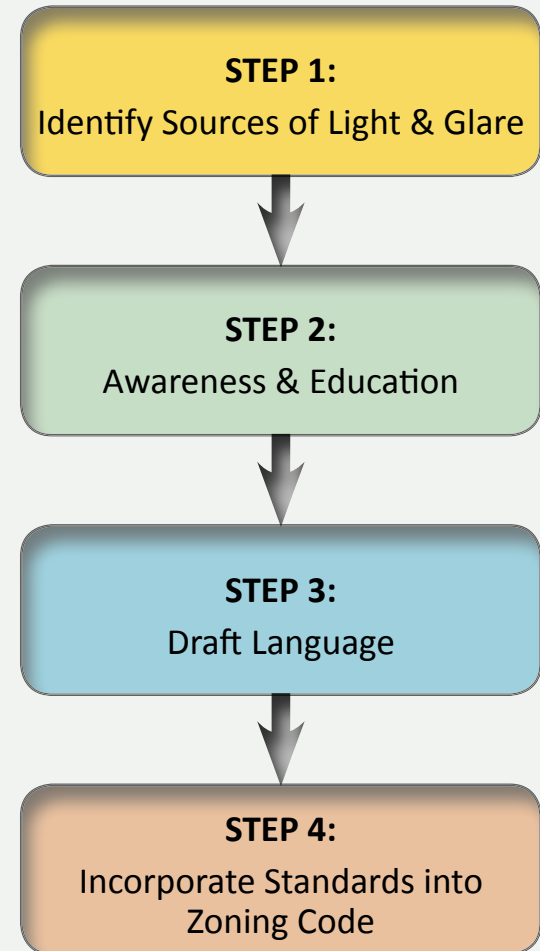 STEP 1:
Identify Sources of Light & Glare
STEP 2:
Awareness & Education
STEP 3:
Draft Language
STEP 4:
Incorporate Standards into
Zoning Code